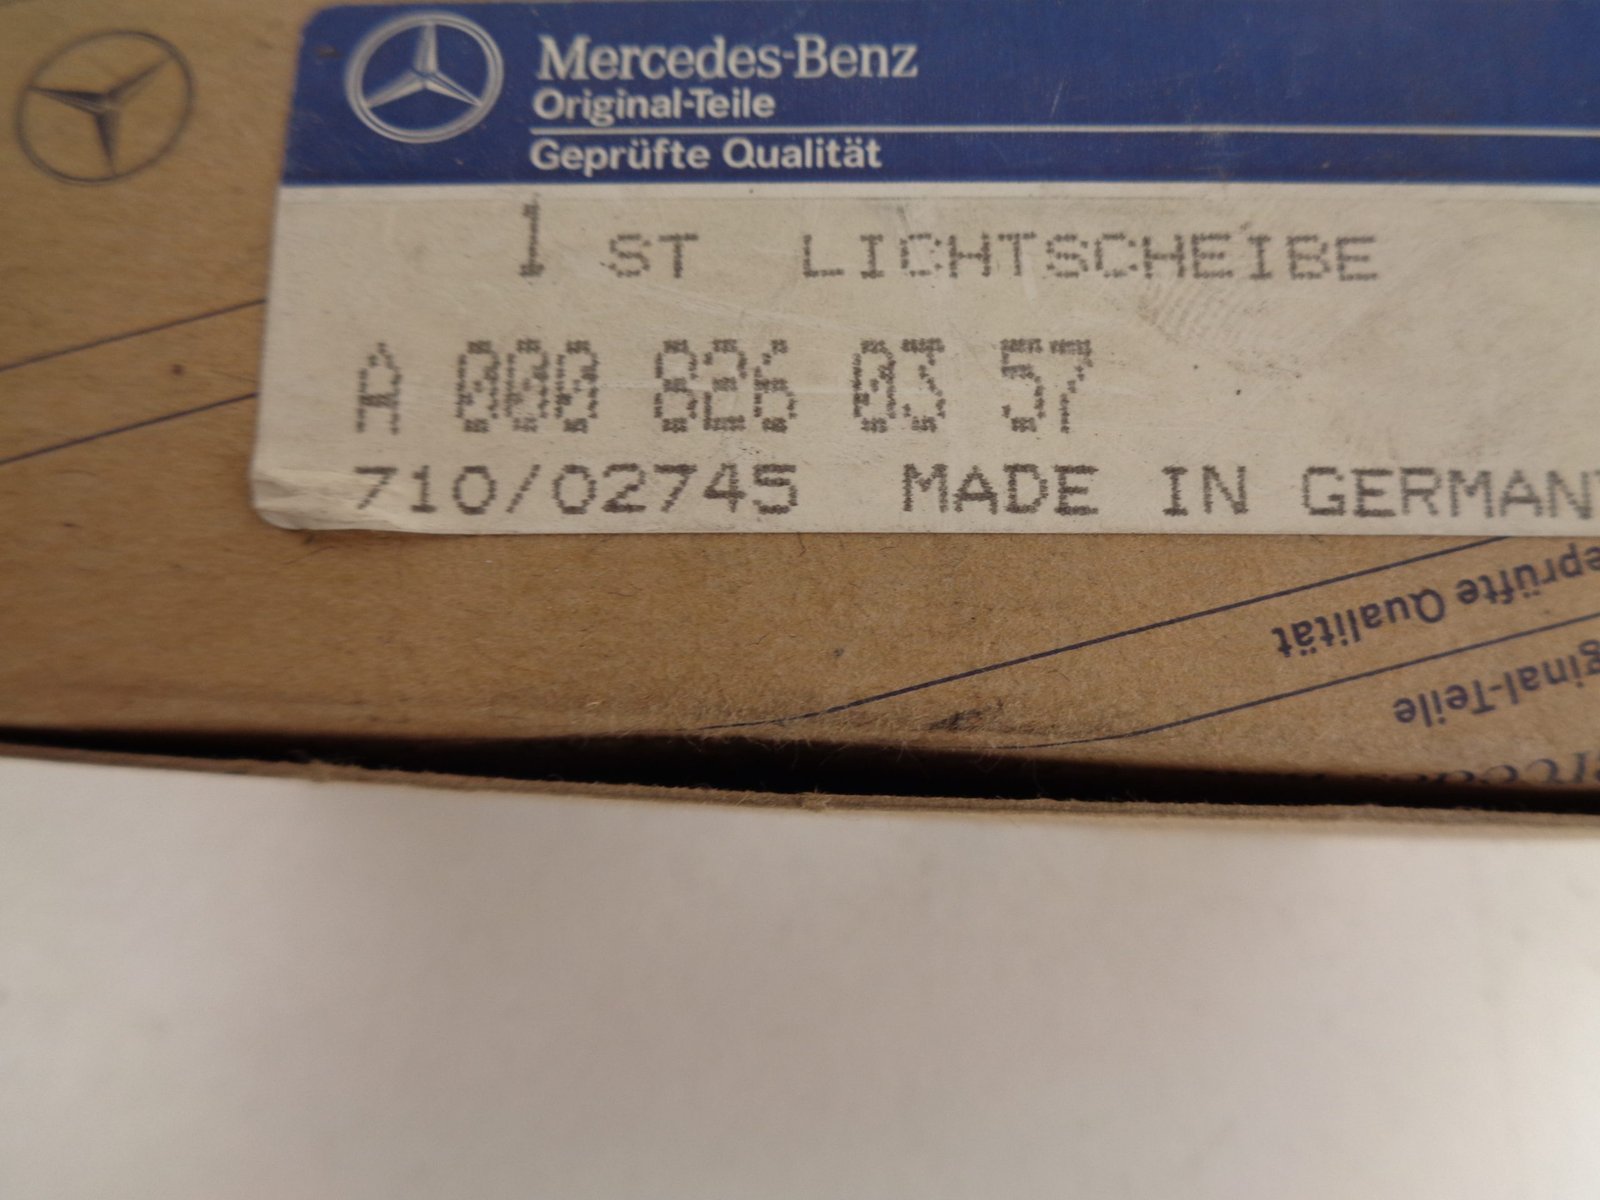 Mercedes-Benz
Original-Teile
Geprüfte Qualität
1 ST LICHTSCHEIBE
A 000 826 03 57
710/02745 MADE IN GERMANY
eprüfte Qualität
ginal-Teile